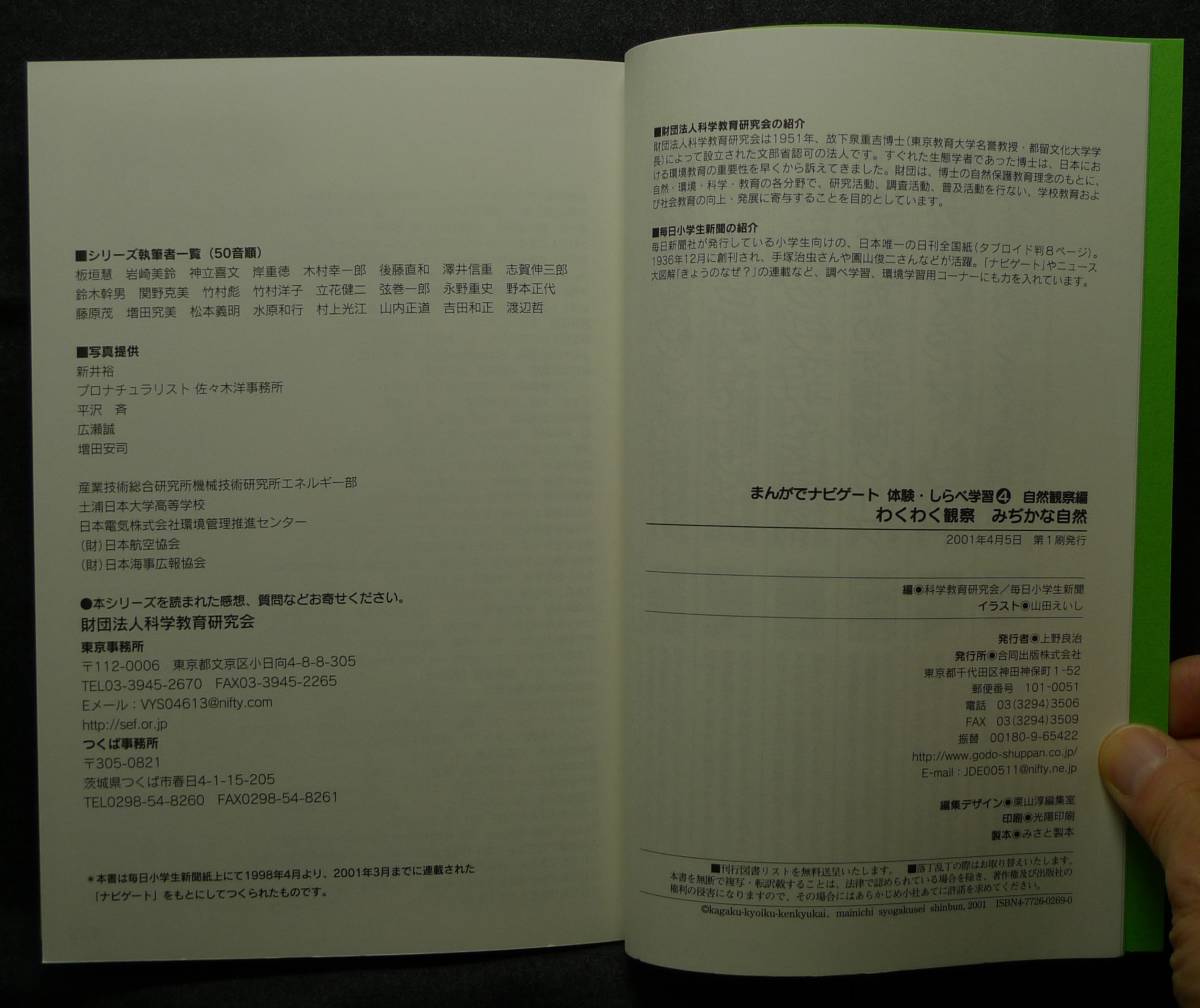 ■シリーズ執筆者一覧（50音順）
板垣慧　岩崎美鈴　神立喜文　岸重徳　木村幸一郎　後藤直和　澤井信重　志賀伸三郎
鈴木幹男　関野克美　竹村彪　竹村洋子　立花健二　弦巻一郎　永野重史　野本正代
藤原茂　増田究美　松本義明　水原和行　村上光江　山内正道　吉田和正　渡辺哲
■写真提供
新井裕
プロナチュラリスト 佐々木洋事務所
平沢　斉
広瀬誠
増田安司
産業技術総合研究所機械技術研究所エネルギー部
土浦日本大学高等学校
日本電気株式会社環境管理推進センター
（財）日本航空協会
（財）日本海事広報協会
●本シリーズを読まれた感想、質問などお寄せください。
財団法人科学教育研究会
東京事務所
〒112-0006　東京都文京区小日向4-8-8-305
TEL03-3945-2670　FAX03-3945-2265
Eメール：VYS04613@nifty.com
http://sef.or.jp
つくば事務所
〒305-0821
茨城県つくば市春日4-1-15-205
TEL0298-54-8260　FAX0298-54-8261
＊本書は毎日小学生新聞紙上にて1998年4月より、2001年3月までに連載された
「ナビゲート」をもとにしてつくられたものです。
■財団法人科学教育研究会の紹介
財団法人科学教育研究会は1951年、故下泉重吉博士（東京教育大学名誉教授・都留文化大学学
長）によって設立された文部省認可の法人です。すぐれた生態学者であった博士は、日本にお
ける環境教育の重要性を早くから訴えてきました。財団は、博士の自然保護教育理念のもとに、
自然・環境・科学・教育の各分野で、研究活動、調査活動、普及活動を行ない、学校教育およ
び社会教育の向上・発展に寄与することを目的としています。
■毎日小学生新聞の紹介
毎日新聞社が発行している小学生向けの、日本唯一の日刊全国紙（タブロイド判8ページ）。
1936年12月に創刊され、手塚治虫さんや園山俊二さんなどが活躍。「ナビゲート」やニュース
大図解「きょうのなぜ？」の連載など、調べ学習、環境学習用コーナーにも力を入れています。
まんがでナビゲート 体験・しらべ学習❹　自然観察編
わくわく観察　みぢかな自然
2001年4月5日　第1刷発行
編◉科学教育研究会／毎日小学生新聞
イラスト◉山田えいし
発行者◉上野良治
発行所◉合同出版株式会社
東京都千代田区神田神保町1-52
郵便番号　101-0051
電話　03(3294)3506
FAX　03(3294)3509
振替　00180-9-65422
http://www.godo-shuppan.co.jp/
E-mail：JDE00511@nifty.ne.jp
編集デザイン◉栗山淳編集室
印刷◉光陽印刷
製本◉みさと製本
■刊行図書リストを無料送呈いたします。　■落丁乱丁の際はお取り替えいたします。
本書を無断で複写・転訳載することは、法律で認められている場合を除き、著作権及び出版社の
権利の侵害になりますので、その場合にはあらかじめ小社あてに許諾を求めてください。
©kagaku-kyoiku-kenkyukai, mainichi syogakusei shinbun, 2001　ISBN4-7726-0269-0